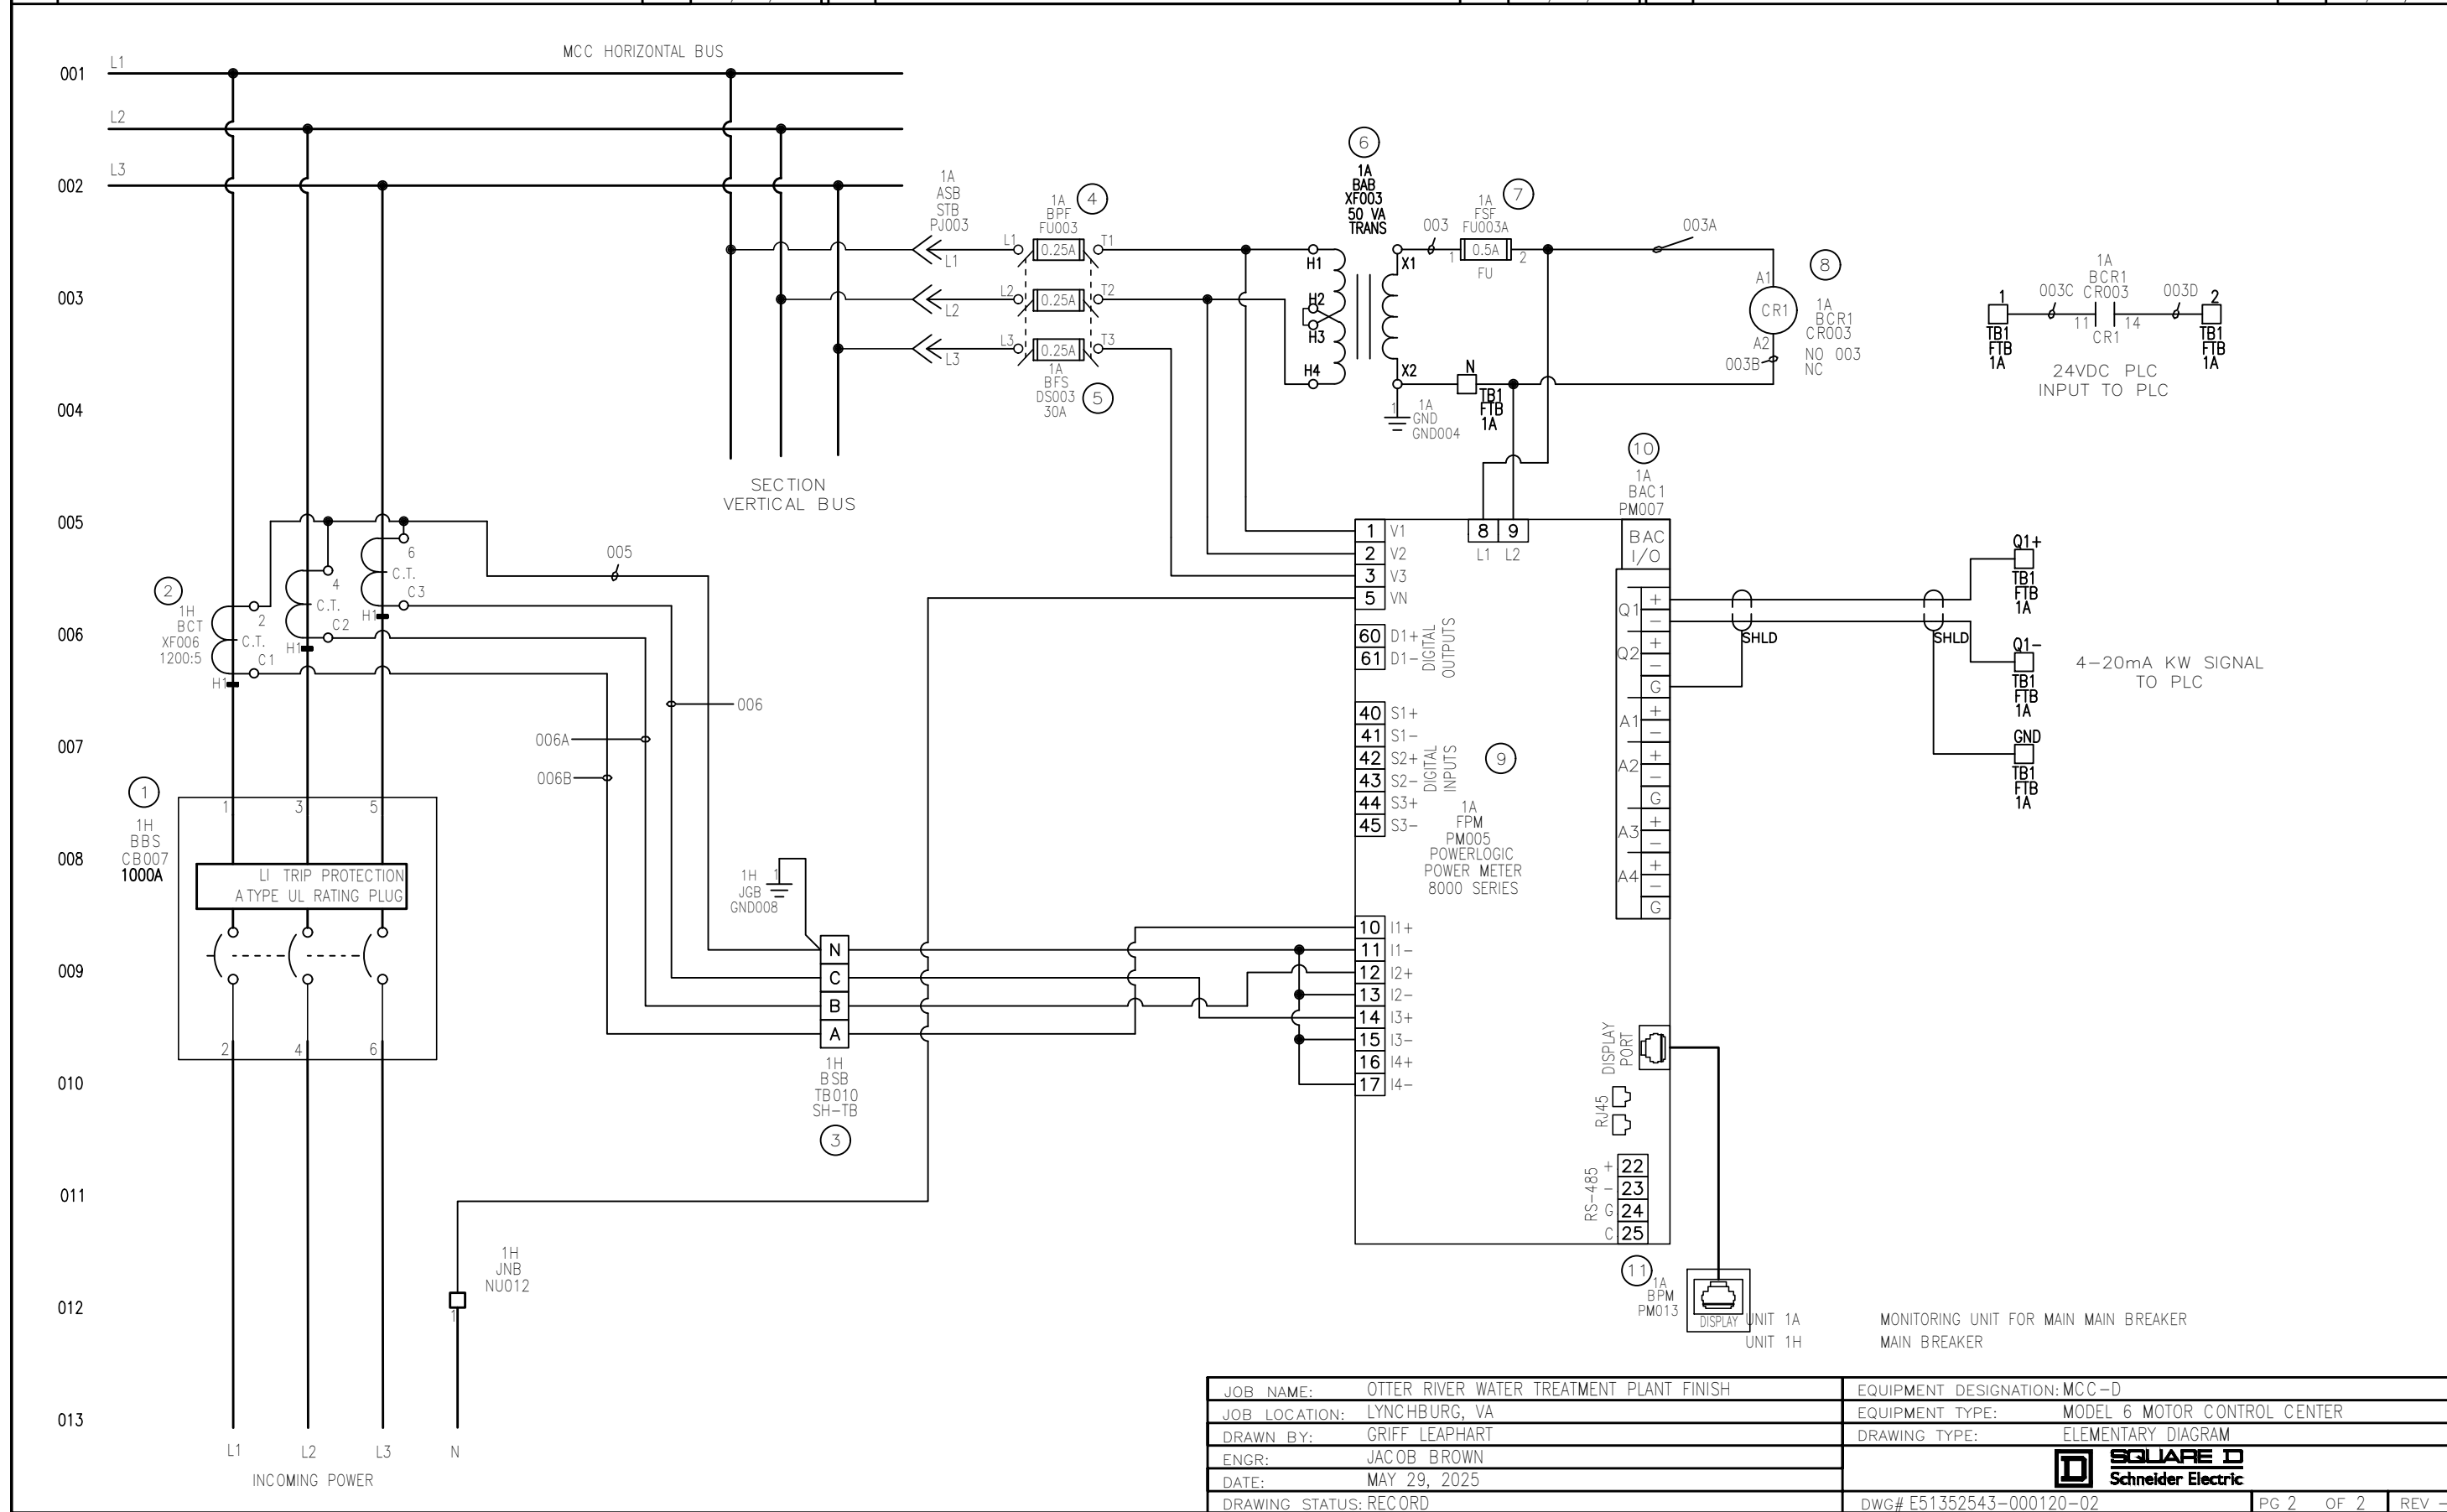 MCC HORIZONTAL BUS
001
L1
L2
002
L3
003
004
005
006
007
008
009
010
011
012
013
1A
ASB
STB
PJ003
L1
L2
L3
4
1A
BPF
FU003
L1
0.25A
T1
L2
0.25A
T2
L3
0.25A
T3
1A
BFS
DS003
30A
5
6
1A
BAB
XF003
50 VA
TRANS
H1
H2
H3
H4
X1
X2
7
1A
FSF
FU003A
003
1
0.5A
2
FU
003A
8
A1
CR1
A2
003B
1A
BCR1
CR003
NO 003
NC
N
TB1
FTB
1A
1
1A
GND
GND004
1A
BCR1
CR003
1
003C
11
14
003D
2
CR1
TB1
FTB
1A
TB1
FTB
1A
24VDC PLC
INPUT TO PLC
SECTION
VERTICAL BUS
2
1H
BCT
XF006
1200:5
2
C.T.
C1
H1
4
C.T.
C2
H1
6
C.T.
C3
H1
005
006
006A
006B
1
1H
BBS
CB007
1000A
1
3
5
LI TRIP PROTECTION
A TYPE UL RATING PLUG
2
4
6
1H
JGB
GND008
1
N
C
B
A
1H
BSB
TB010
SH-TB
3
1H
JNB
NU012
1
L1
L2
L3
N
INCOMING POWER
10
1A
BAC1
PM007
1 V1
2 V2
3 V3
5 VN
8
9
L1
L2
60 D1+
61 D1-
DIGITAL
OUTPUTS
40 S1+
41 S1-
42 S2+
43 S2-
44 S3+
45 S3-
DIGITAL
INPUTS
9
1A
FPM
PM005
POWERLOGIC
POWER METER
8000 SERIES
10 I1+
11 I1-
12 I2+
13 I2-
14 I3+
15 I3-
16 I4+
17 I4-
BAC
I/O
Q1
+
-
Q2
+
-
G
A1
+
-
A2
+
-
G
A3
+
-
A4
+
-
G
SHLD
SHLD
Q1+
TB1
FTB
1A
Q1-
TB1
FTB
1A
GND
TB1
FTB
1A
4-20mA KW SIGNAL
TO PLC
DISPLAY
PORT
RJ45
RS-485
+ 22
- 23
G 24
C 25
11
1A
BPM
PM013
DISPLAY
UNIT 1A MONITORING UNIT FOR MAIN MAIN BREAKER
UNIT 1H MAIN BREAKER
JOB NAME: OTTER RIVER WATER TREATMENT PLANT FINISH
JOB LOCATION: LYNCHBURG, VA
DRAWN BY: GRIFF LEAPHART
ENGR: JACOB BROWN
DATE: MAY 29, 2025
DRAWING STATUS: RECORD
EQUIPMENT DESIGNATION: MCC-D
EQUIPMENT TYPE: MODEL 6 MOTOR CONTROL CENTER
DRAWING TYPE: ELEMENTARY DIAGRAM
D SQUARE D
Schneider Electric
DWG# E51352543-000120-02
PG 2 OF 2
REV -